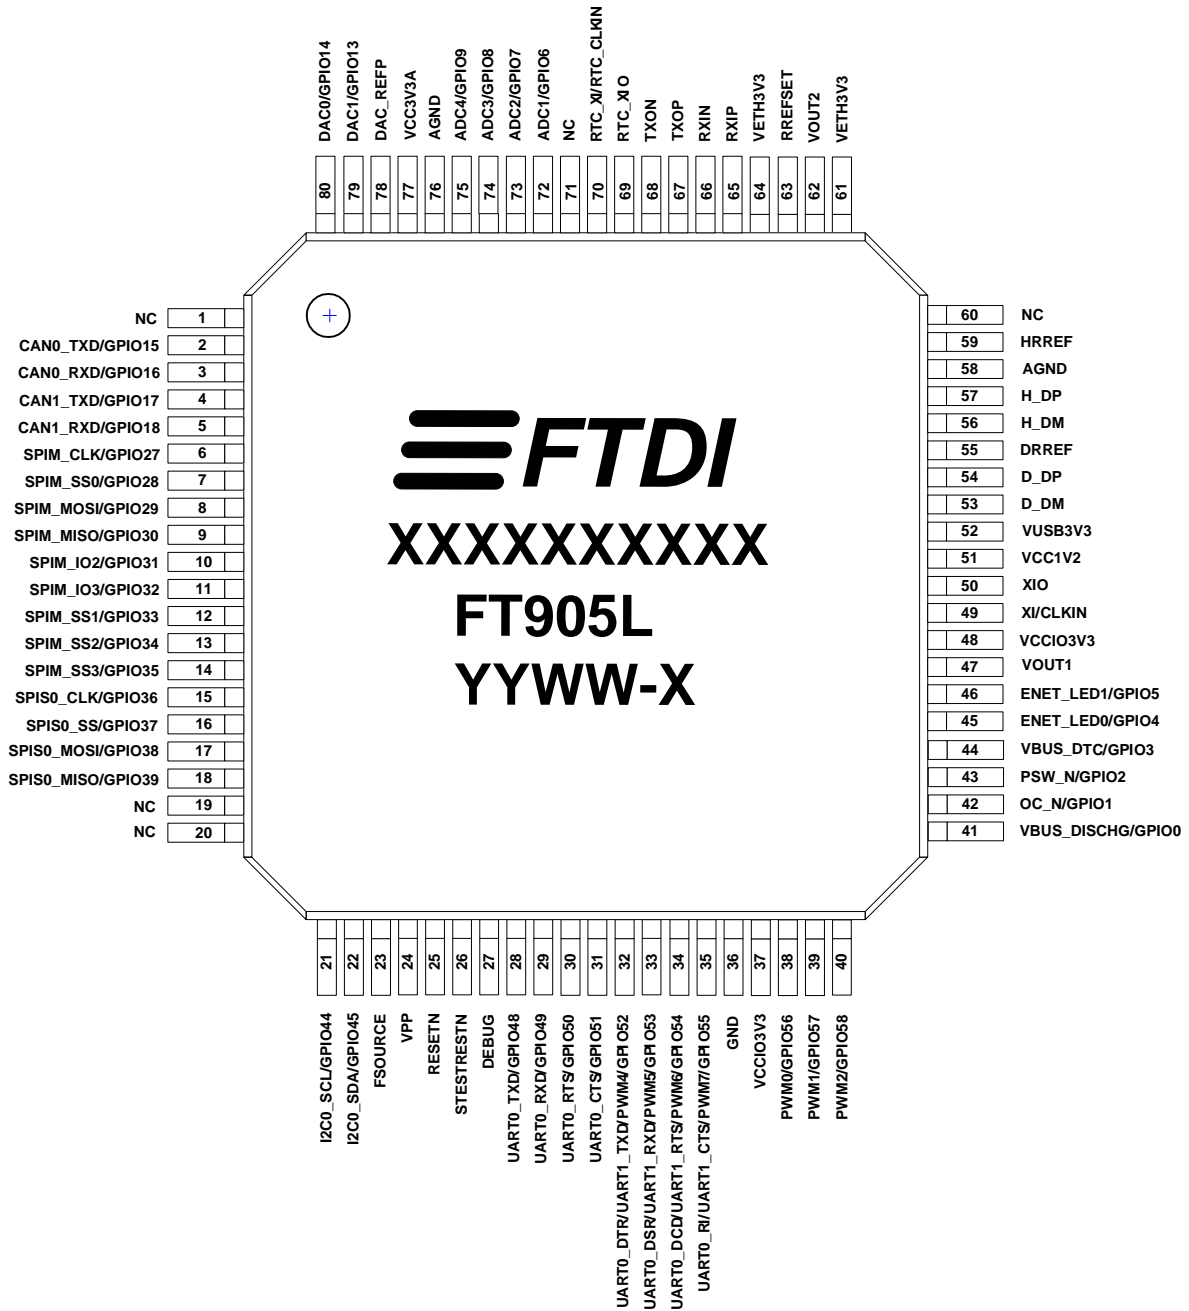 DAC0/GPIO14
DAC1/GPIO13
DAC_REFP
VCC3V3A
AGND
ADC4/GPIO9
ADC3/GPIO8
ADC2/GPIO7
ADC1/GPIO6
NC
RTC_XI/RTC_CLKIN
RTC_XIO
TXON
TXOP
RXIN
RXIP
VETH3V3
RREFSET
VOUT2
VETH3V3
80
79
78
77
76
75
74
73
72
71
70
69
68
67
66
65
64
63
62
61
NC 1
CAN0_TXD/GPIO15 2
CAN0_RXD/GPIO16 3
CAN1_TXD/GPIO17 4
CAN1_RXD/GPIO18 5
SPIM_CLK/GPIO27 6
SPIM_SS0/GPIO28 7
SPIM_MOSI/GPIO29 8
SPIM_MISO/GPIO30 9
SPIM_IO2/GPIO31 10
SPIM_IO3/GPIO32 11
SPIM_SS1/GPIO33 12
SPIM_SS2/GPIO34 13
SPIM_SS3/GPIO35 14
SPIS0_CLK/GPIO36 15
SPIS0_SS/GPIO37 16
SPIS0_MOSI/GPIO38 17
SPIS0_MISO/GPIO39 18
NC 19
NC 20
FTDI
XXXXXXXXXX
FT905L
YYWW-X
60 NC
59 HRREF
58 AGND
57 H_DP
56 H_DM
55 DRREF
54 D_DP
53 D_DM
52 VUSB3V3
51 VCC1V2
50 XIO
49 XI/CLKIN
48 VCCIO3V3
47 VOUT1
46 ENET_LED1/GPIO5
45 ENET_LED0/GPIO4
44 VBUS_DTC/GPIO3
43 PSW_N/GPIO2
42 OC_N/GPIO1
41 VBUS_DISCHG/GPIO0
21
22
23
24
25
26
27
28
29
30
31
32
33
34
35
36
37
38
39
40
I2C0_SCL/GPIO44
I2C0_SDA/GPIO45
FSOURCE
VPP
RESETN
STESTRESTN
DEBUG
UART0_TXD/GPIO48
UART0_RXD/GPIO49
UART0_RTS/GPIO50
UART0_CTS/GPIO51
UART0_DTR/UART1_TXD/PWM4/GPIO52
UART0_DSR/UART1_RXD/PWM5/GPIO53
UART0_DCD/UART1_RTS/PWM6/GPIO54
UART0_RI/UART1_CTS/PWM7/GPIO55
GND
VCCIO3V3
PWM0/GPIO56
PWM1/GPIO57
PWM2/GPIO58